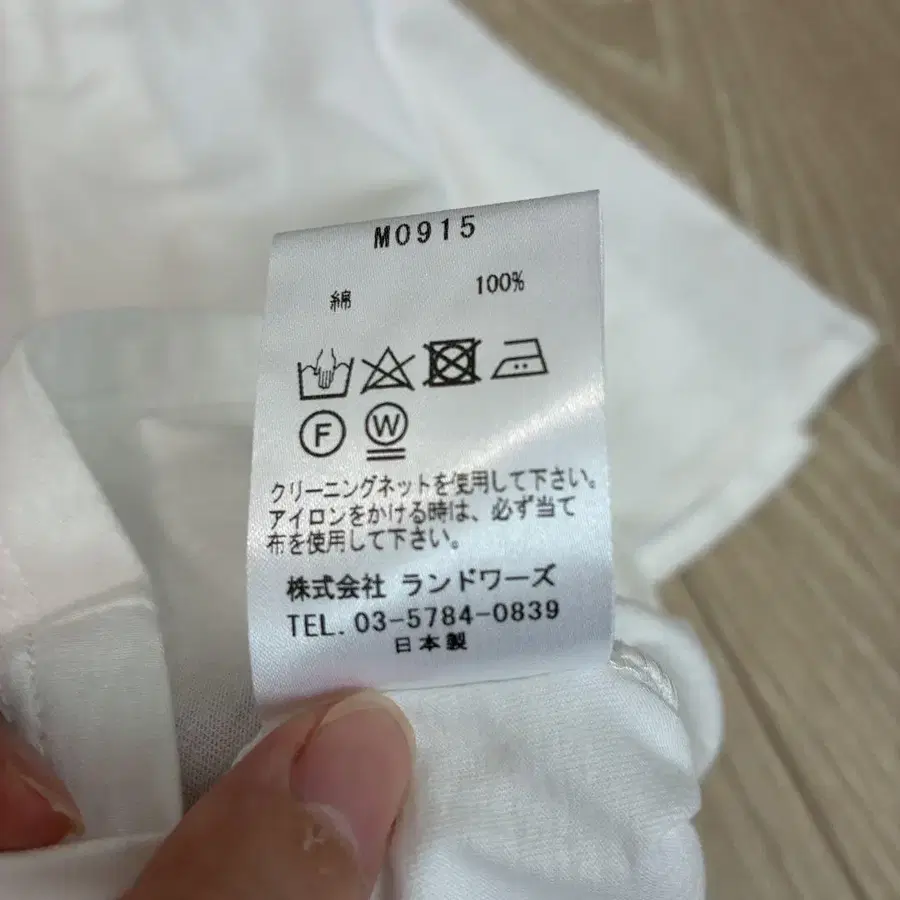 M0915
綿 100%
F W
クリーニングネットを使用して下さい。
アイロンをかける時は、必ず当て
布を使用して下さい。
株式会社 ランドワーズ
TEL. 03-5784-0839
日本製